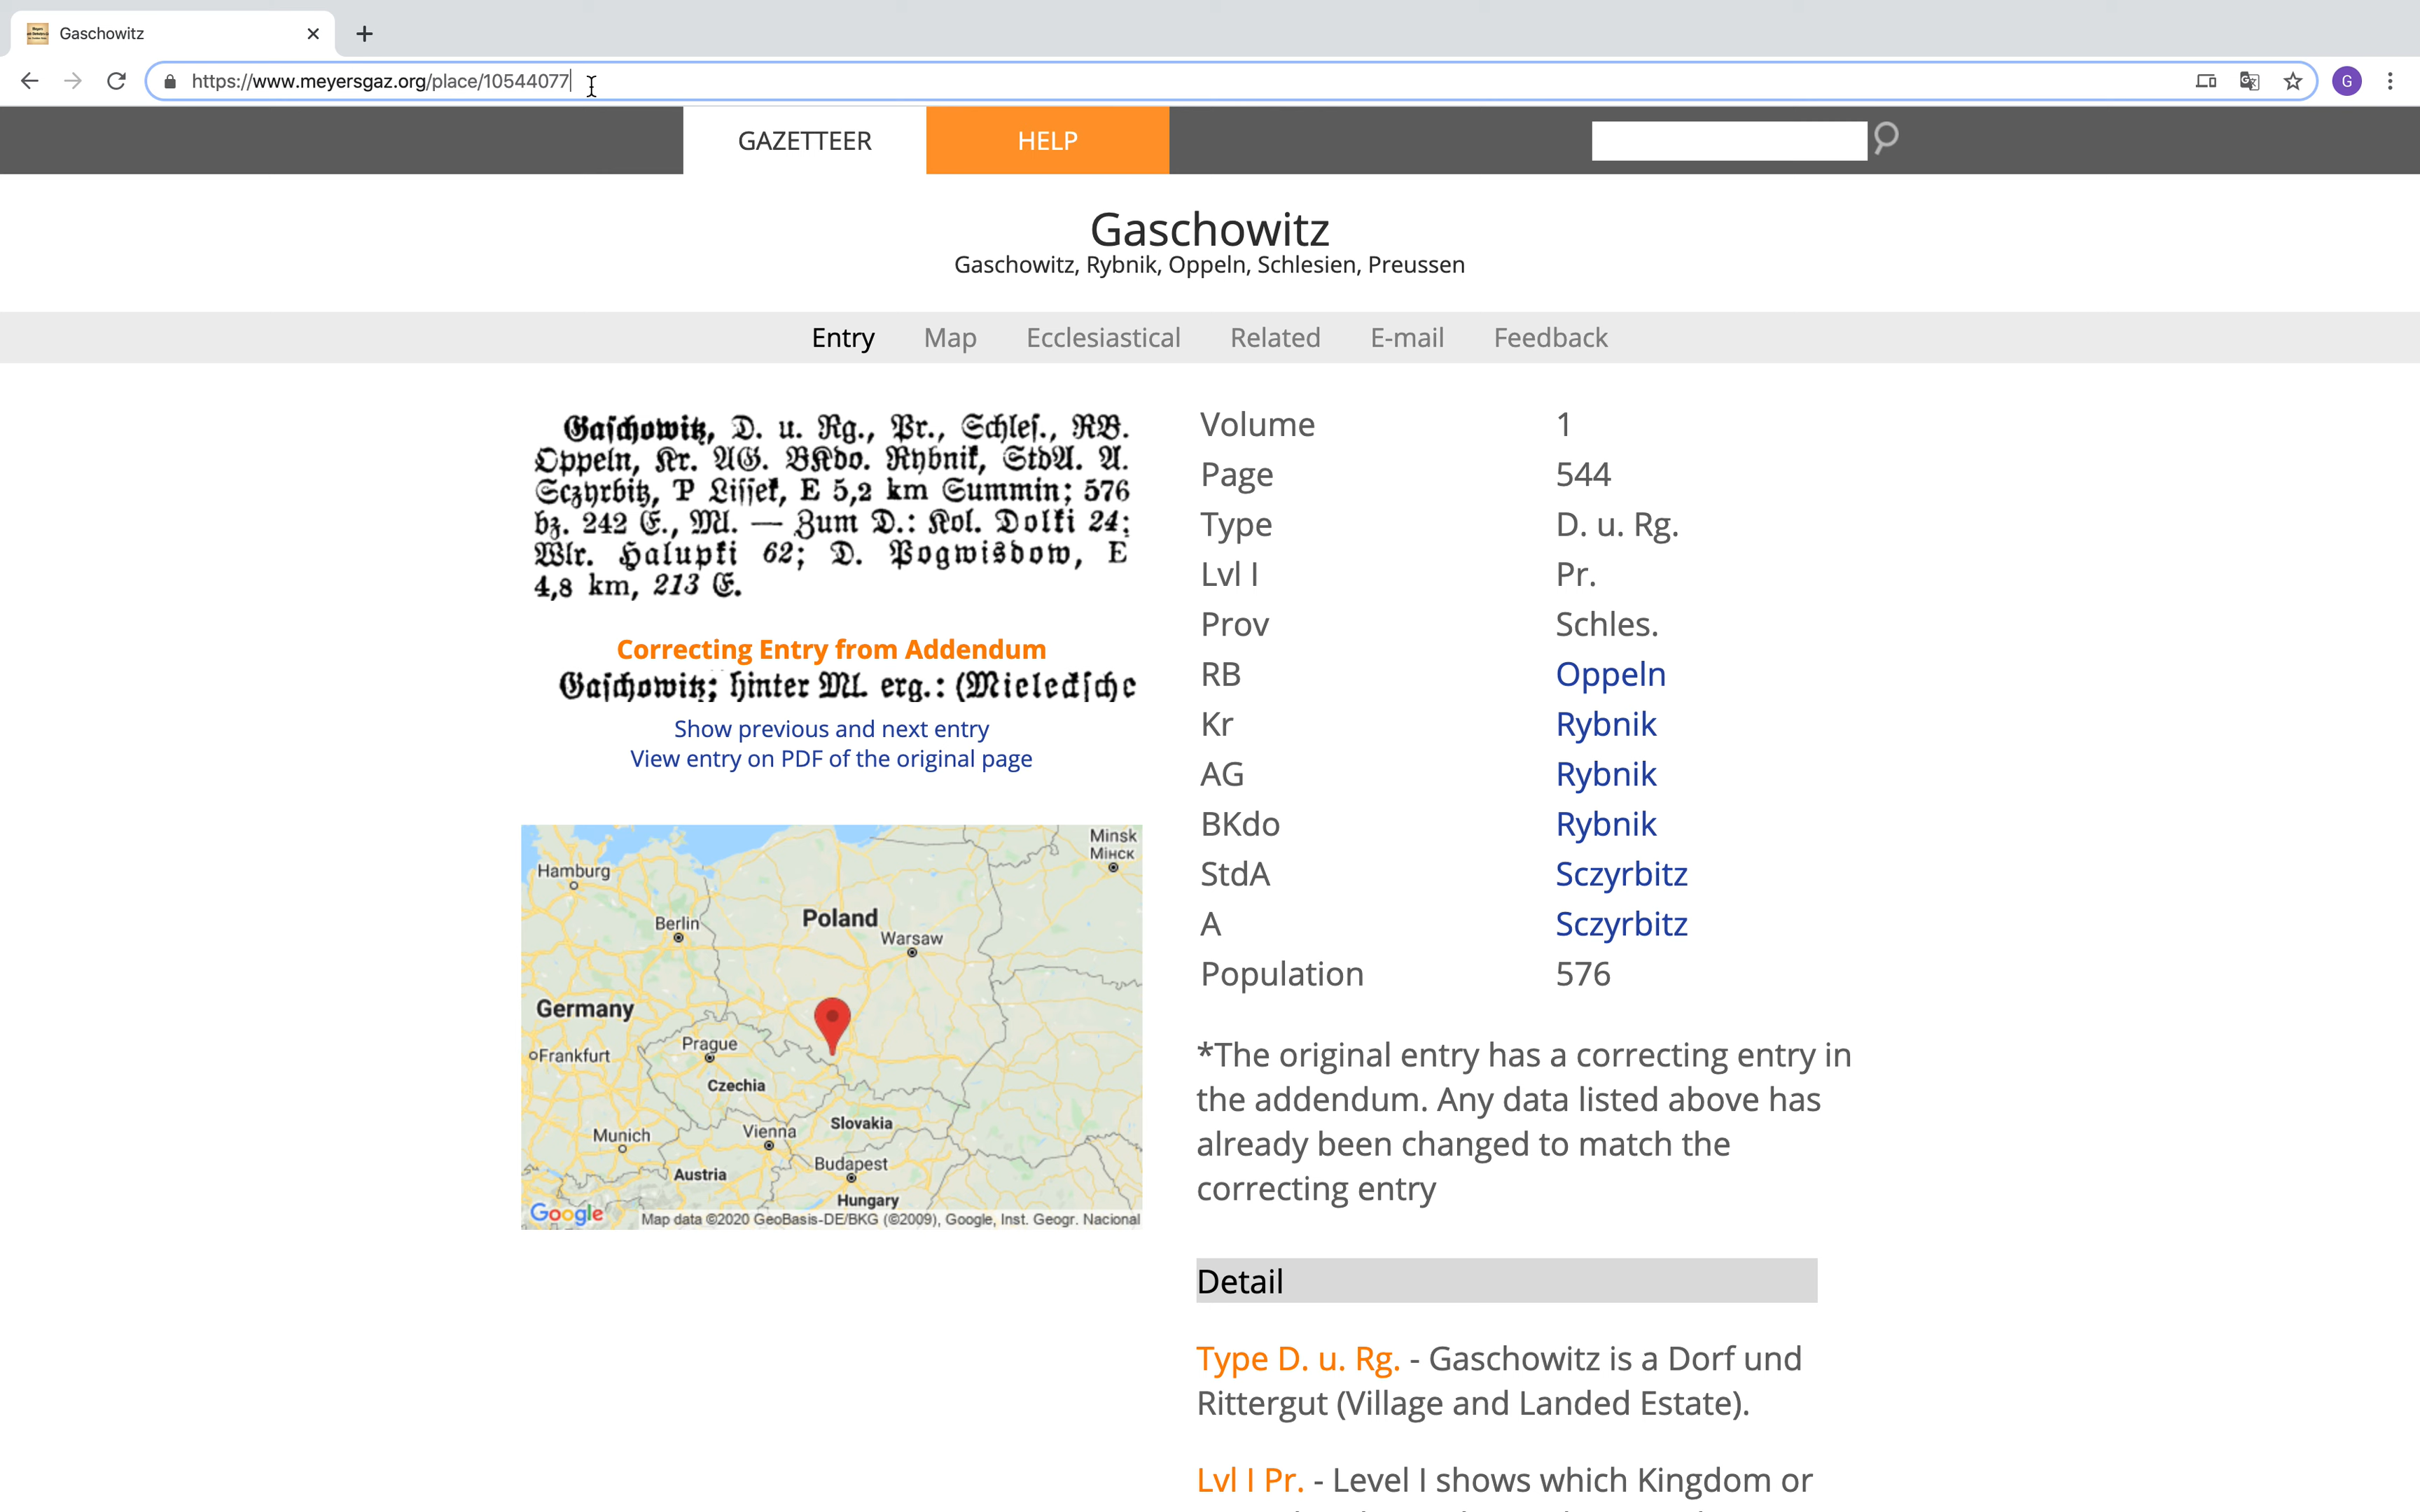 Gaschowitz
https://www.meyersgaz.org/place/10544077
G
GAZETTEER
HELP
Gaschowitz
Gaschowitz, Rybnik, Oppeln, Schlesien, Preussen
Entry
Map
Ecclesiastical
Related
E-mail
Feedback
Gaſchowitz, D. u. Rg., Pr., Schleſ., RB.
Oppeln, Kr. AG. BKdo. Rybnik, StdA. A.
Sczyrbitz, P Liſſek, E 5,2 km Summin; 576
bz. 242 E., Ml. — Zum D.: Kol. Dolki 24;
Wlr. Halupki 62; D. Pogwisdow, E
4,8 km, 213 E.
Correcting Entry from Addendum
Gaſchowitz; hinter Ml. erg.: (Mieleckſche
Show previous and next entry
View entry on PDF of the original page
Minsk
Мінск
Hamburg
Berlin
Poland
Warsaw
Germany
Prague
Frankfurt
Czechia
Slovakia
Munich
Vienna
Budapest
Austria
Hungary
Google
Map data ©2020 GeoBasis-DE/BKG (©2009), Google, Inst. Geogr. Nacional
Volume 1
Page 544
Type D. u. Rg.
Lvl I Pr.
Prov Schles.
RB Oppeln
Kr Rybnik
AG Rybnik
BKdo Rybnik
StdA Sczyrbitz
A Sczyrbitz
Population 576
*The original entry has a correcting entry in
the addendum. Any data listed above has
already been changed to match the
correcting entry
Detail
Type D. u. Rg. - Gaschowitz is a Dorf und
Rittergut (Village and Landed Estate).
Lvl I Pr. - Level I shows which Kingdom or